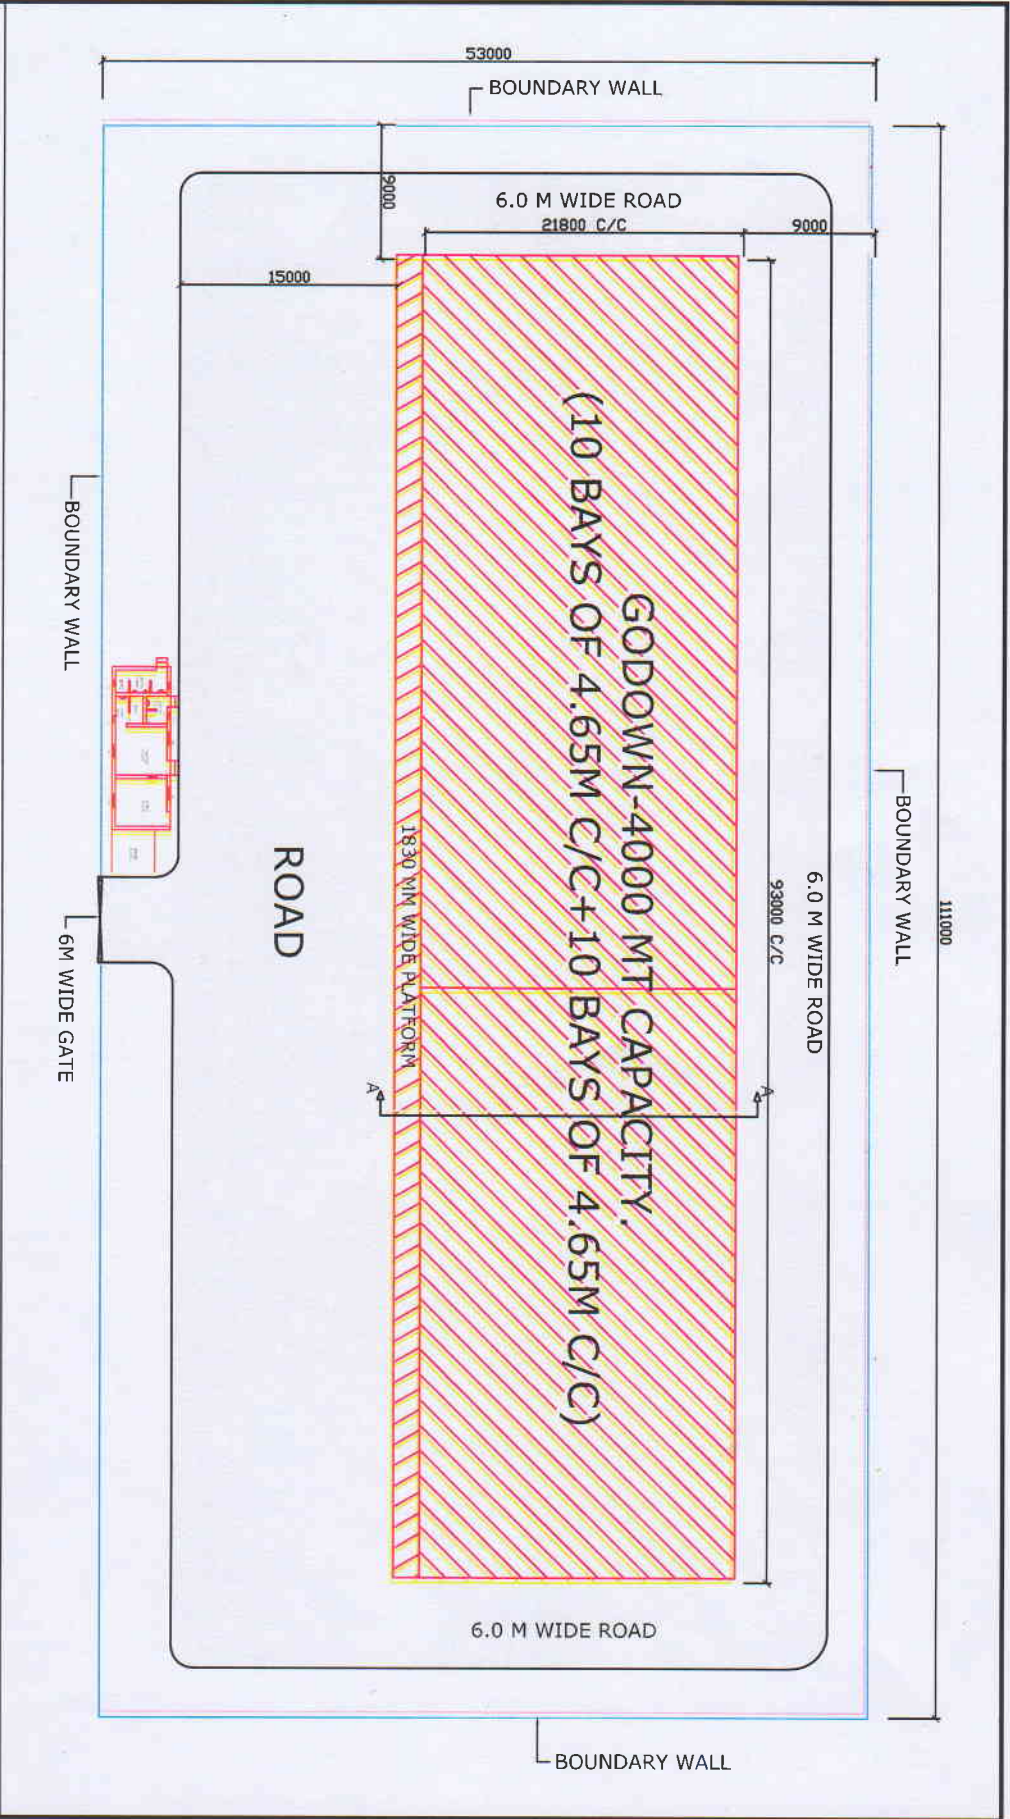 53000
BOUNDARY WALL
9000
6.0 M WIDE ROAD
21800 C/C
9000
15000
GODOWN-4000 MT CAPACITY.
(10 BAYS OF 4.65M C/C+10 BAYS OF 4.65M C/C)
BOUNDARY WALL
BOUNDARY WALL
93000 C/C
6.0 M WIDE ROAD
111000
1830 MM WIDE PLATFORM
ROAD
6M WIDE GATE
A
A
6.0 M WIDE ROAD
BOUNDARY WALL